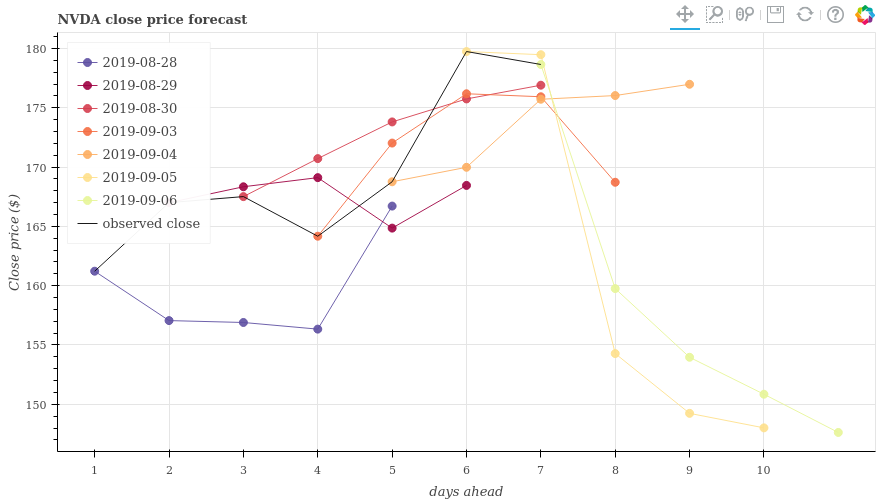 NVDA close price forecast
2019-08-28
2019-08-29
2019-08-30
2019-09-03
2019-09-04
2019-09-05
2019-09-06
observed close
Close price ($)
180
175
170
165
160
155
150
1 2 3 4 5 6 7 8 9 10
days ahead